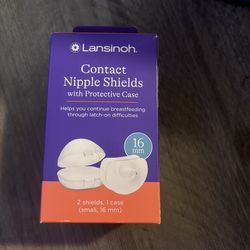 Lansinoh.
Contact
Nipple Shields
with Protective Case
Helps you continue breastfeeding
through latch-on difficulties
16
mm
2 shields, 1 case
(small, 16 mm)